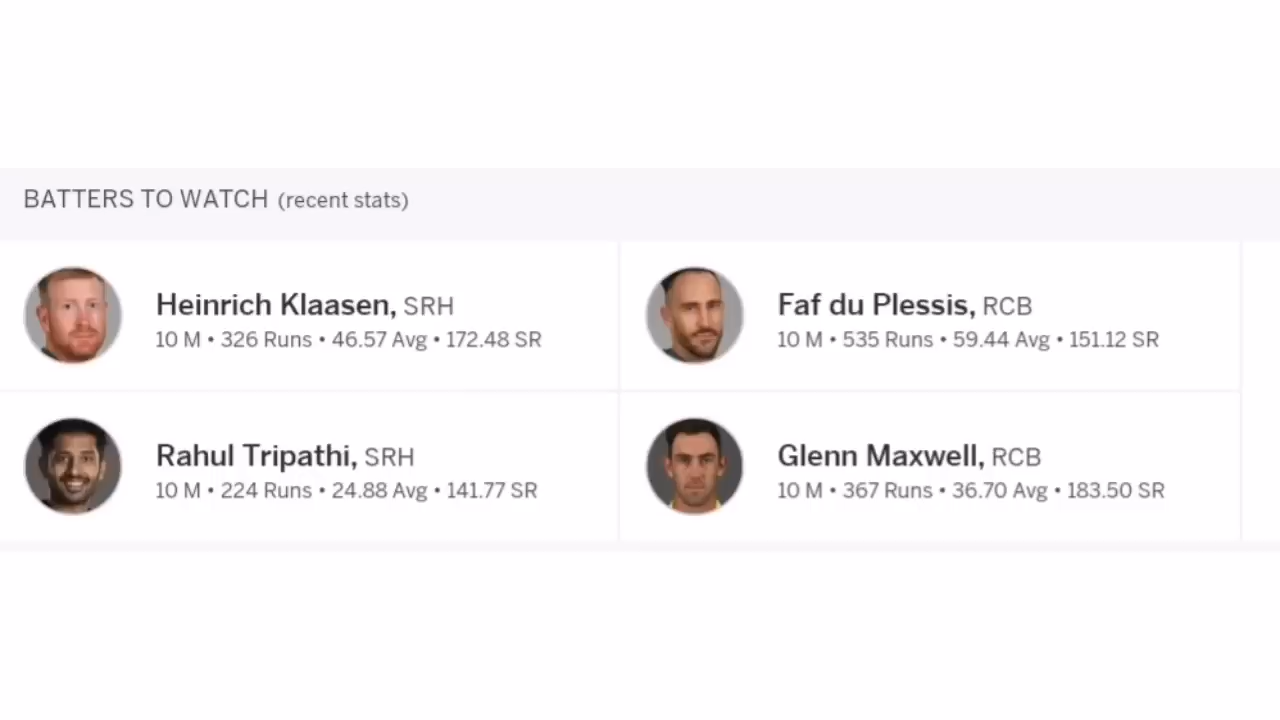 BATTERS TO WATCH (recent stats)
Heinrich Klaasen, SRH
10 M • 326 Runs • 46.57 Avg • 172.48 SR
Faf du Plessis, RCB
10 M • 535 Runs • 59.44 Avg • 151.12 SR
Rahul Tripathi, SRH
10 M • 224 Runs • 24.88 Avg • 141.77 SR
Glenn Maxwell, RCB
10 M • 367 Runs • 36.70 Avg • 183.50 SR